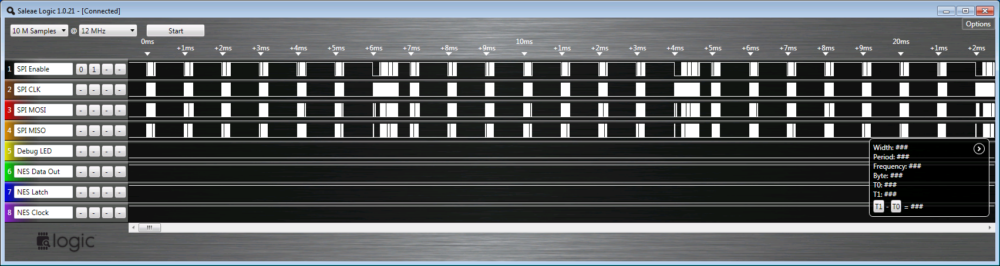 Saleae Logic 1.0.21 - [Connected]
Options
10 M Samples @ 12 MHz Start
0ms 10ms 20ms
+1ms +2ms +3ms +4ms +5ms +6ms +7ms +8ms +9ms +1ms +2ms +3ms +4ms +5ms +6ms +7ms +8ms +9ms +1ms +2ms
1 SPI Enable 0 1 - -
2 SPI CLK - - - -
3 SPI MOSI - - - -
4 SPI MISO - - - -
5 Debug LED - - - -
6 NES Data Out - - - -
7 NES Latch - - - -
8 NES Clock - - - -
Width: ###
Period: ###
Frequency: ###
Byte: ###
T0: ###
T1: ###
T1 - T0 = ###
logic